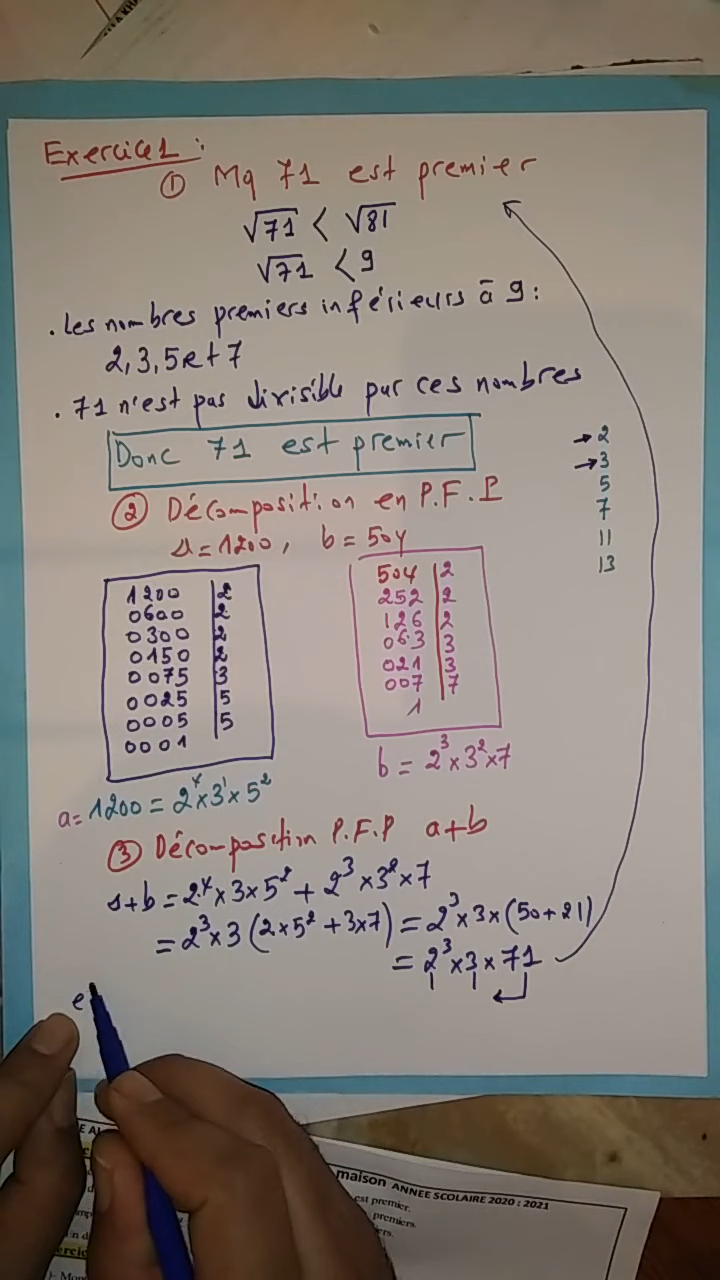 Exercice1:
① Mq 71 est premier
√71 < √81
√71 < 9
. les nombres premiers inférieurs à 9:
2, 3, 5 et 7
. 71 n'est pas divisible par ces nombres
Donc 71 est premier
→ 2
→ 3
5
7
11
13
② Décomposition en P.F.P
a = 1200, b = 504
1200 | 2
0600 | 2
0300 | 2
0150 | 2
0075 | 3
0025 | 5
0005 | 5
0001
504 | 2
252 | 2
126 | 2
063 | 3
021 | 3
007 | 7
1
a = 1200 = 2⁴ × 3¹ × 5²
b = 2³ × 3² × 7
③ Décomposition P.F.P a+b
a+b = 2⁴ × 3 × 5² + 2³ × 3² × 7
= 2³ × 3 (2 × 5² + 3 × 7) = 2³ × 3 × (50 + 21)
= 2³ × 3 × 71
e
maison ANNEE SCOLAIRE 2020 : 2021
est premier.
premiers.